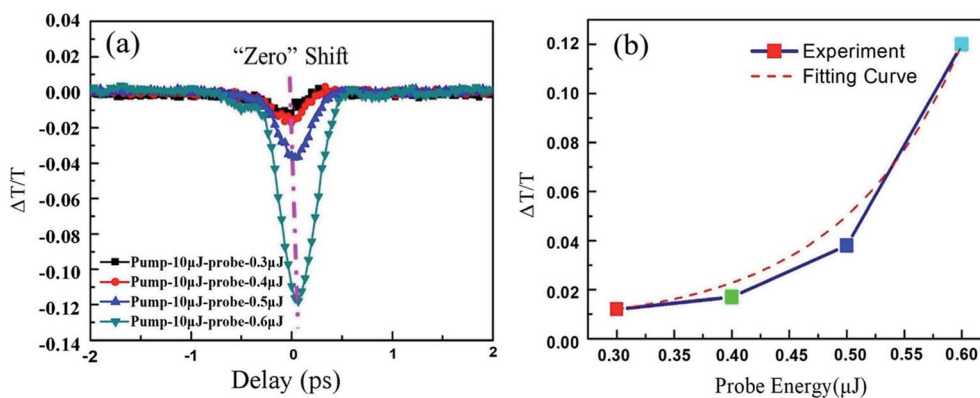 (a)
"Zero" Shift
ΔT/T
0.04
0.02
0.00
-0.02
-0.04
-0.06
-0.08
-0.10
-0.12
-0.14
Pump-10μJ-probe-0.3μJ
Pump-10μJ-probe-0.4μJ
Pump-10μJ-probe-0.5μJ
Pump-10μJ-probe-0.6μJ
-2 -1 0 1 2
Delay (ps)
(b)
Experiment
Fitting Curve
ΔT/T
0.12
0.10
0.08
0.06
0.04
0.02
0.00
0.30 0.35 0.40 0.45 0.50 0.55 0.60
Probe Energy(μJ)